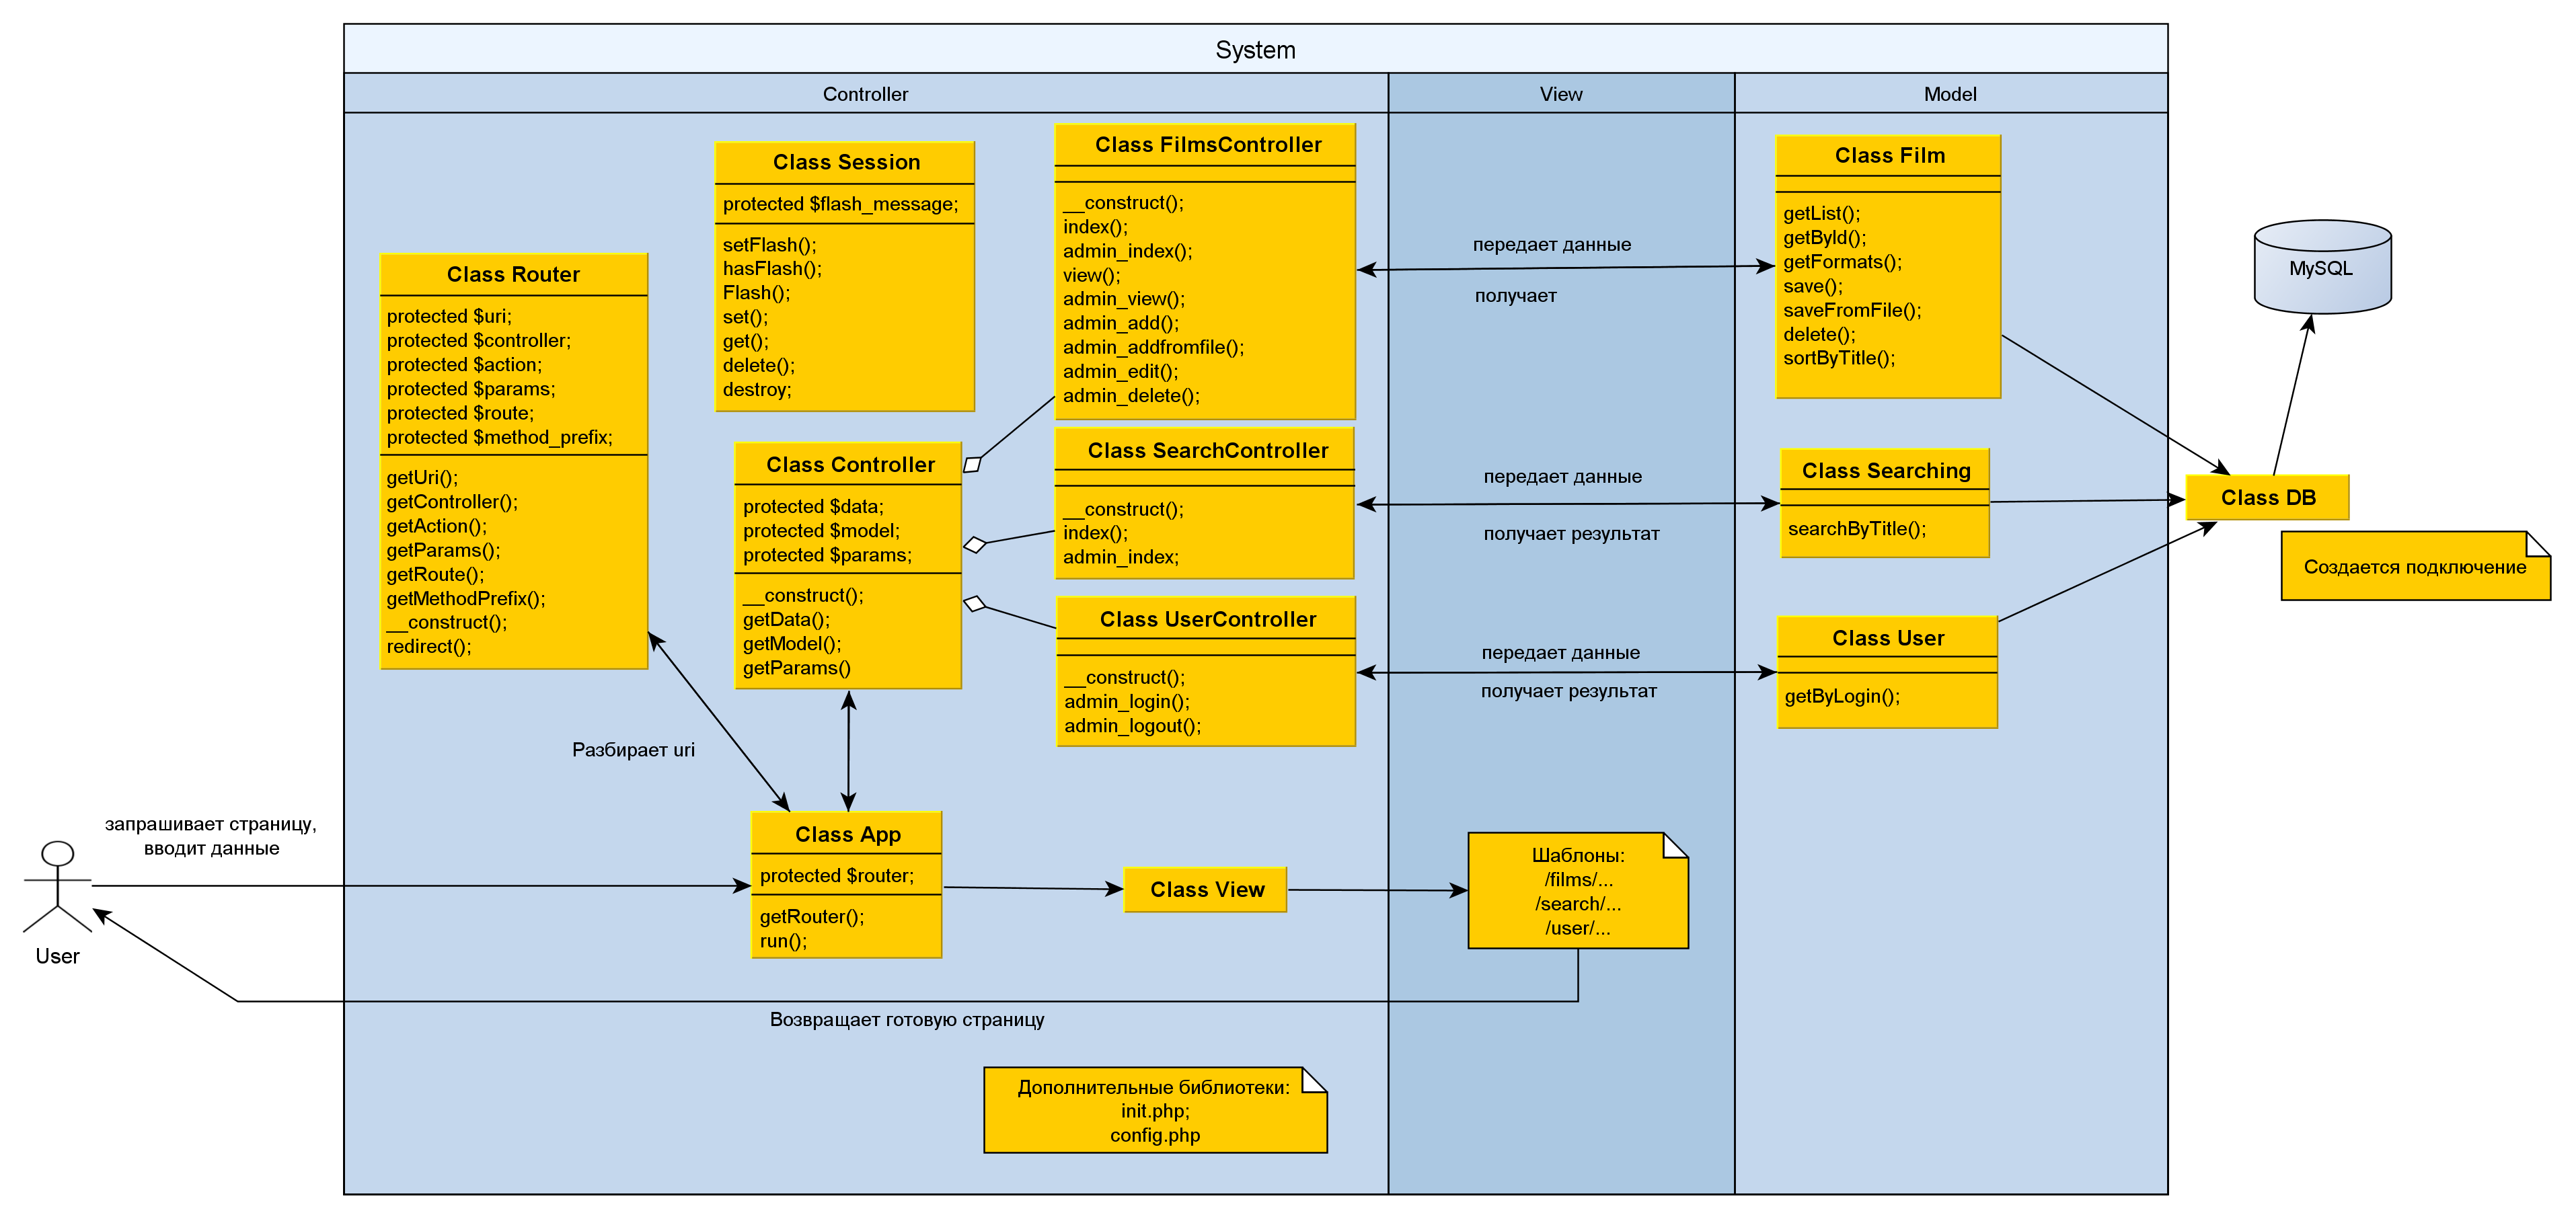 System
Controller
View
Model
Class Router
protected $uri;
protected $controller;
protected $action;
protected $params;
protected $route;
protected $method_prefix;
getUri();
getController();
getAction();
getParams();
getRoute();
getMethodPrefix();
__construct();
redirect();
Class Session
protected $flash_message;
setFlash();
hasFlash();
Flash();
set();
get();
delete();
destroy;
Class Controller
protected $data;
protected $model;
protected $params;
__construct();
getData();
getModel();
getParams()
Class FilmsController
__construct();
index();
admin_index();
view();
admin_view();
admin_add();
admin_addfromfile();
admin_edit();
admin_delete();
Class SearchController
__construct();
index();
admin_index;
Class UserController
__construct();
admin_login();
admin_logout();
передает данные
получает
передает данные
получает результат
передает данные
получает результат
Class Film
getList();
getById();
getFormats();
save();
saveFromFile();
delete();
sortByTitle();
Class Searching
searchByTitle();
Class User
getByLogin();
MySQL
Class DB
Создается подключение
Разбирает uri
запрашивает страницу,
вводит данные
User
Class App
protected $router;
getRouter();
run();
Class View
Шаблоны:
/films/...
/search/...
/user/...
Возвращает готовую страницу
Дополнительные библиотеки:
init.php;
config.php